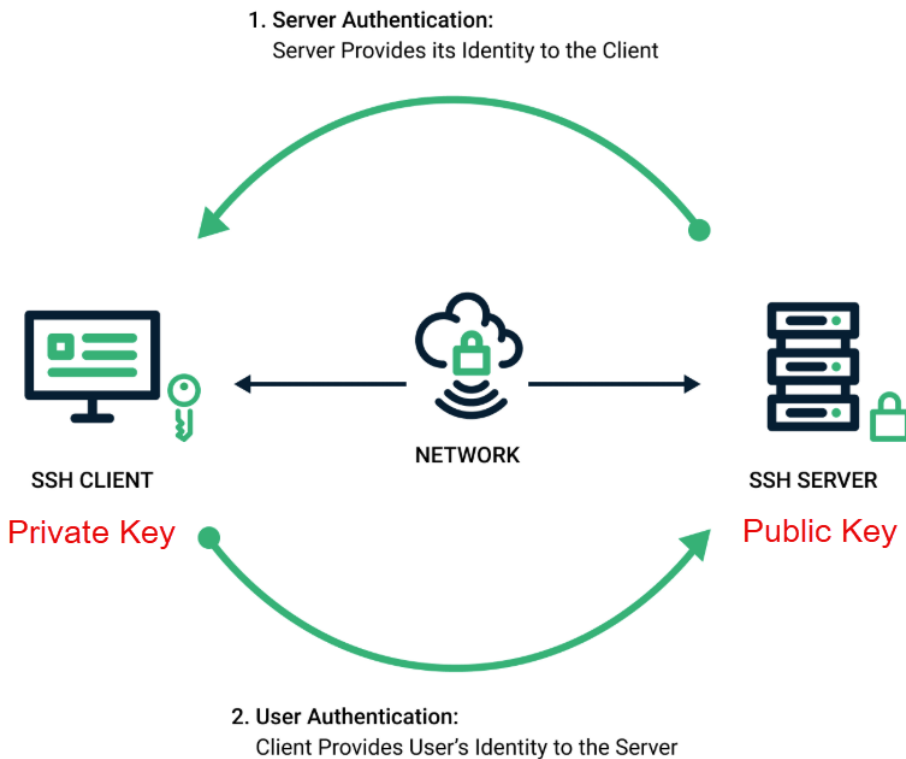 1. Server Authentication:
Server Provides its Identity to the Client
NETWORK
SSH CLIENT
SSH SERVER
Private Key
Public Key
2. User Authentication:
Client Provides User's Identity to the Server